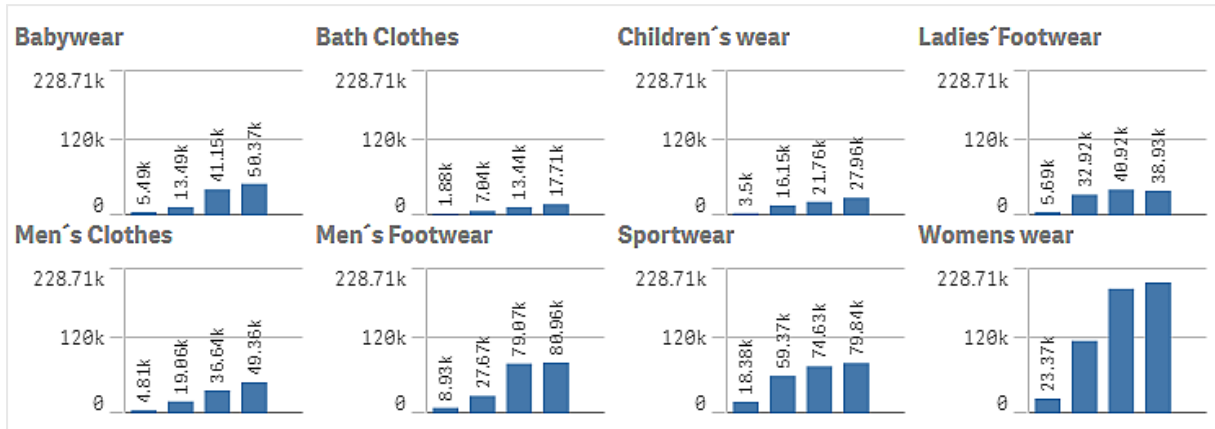 Babywear
228.71k
120k
0
5.49k
13.49k
41.15k
50.37k
Bath Clothes
228.71k
120k
0
1.88k
7.04k
13.44k
17.71k
Children´s wear
228.71k
120k
0
3.5k
16.15k
21.76k
27.96k
Ladies´Footwear
228.71k
120k
0
5.69k
32.92k
40.92k
38.93k
Men´s Clothes
228.71k
120k
0
4.81k
19.06k
36.64k
49.36k
Men´s Footwear
228.71k
120k
0
8.93k
27.67k
79.07k
80.96k
Sportwear
228.71k
120k
0
18.38k
59.37k
74.63k
79.84k
Womens wear
228.71k
120k
0
23.37k